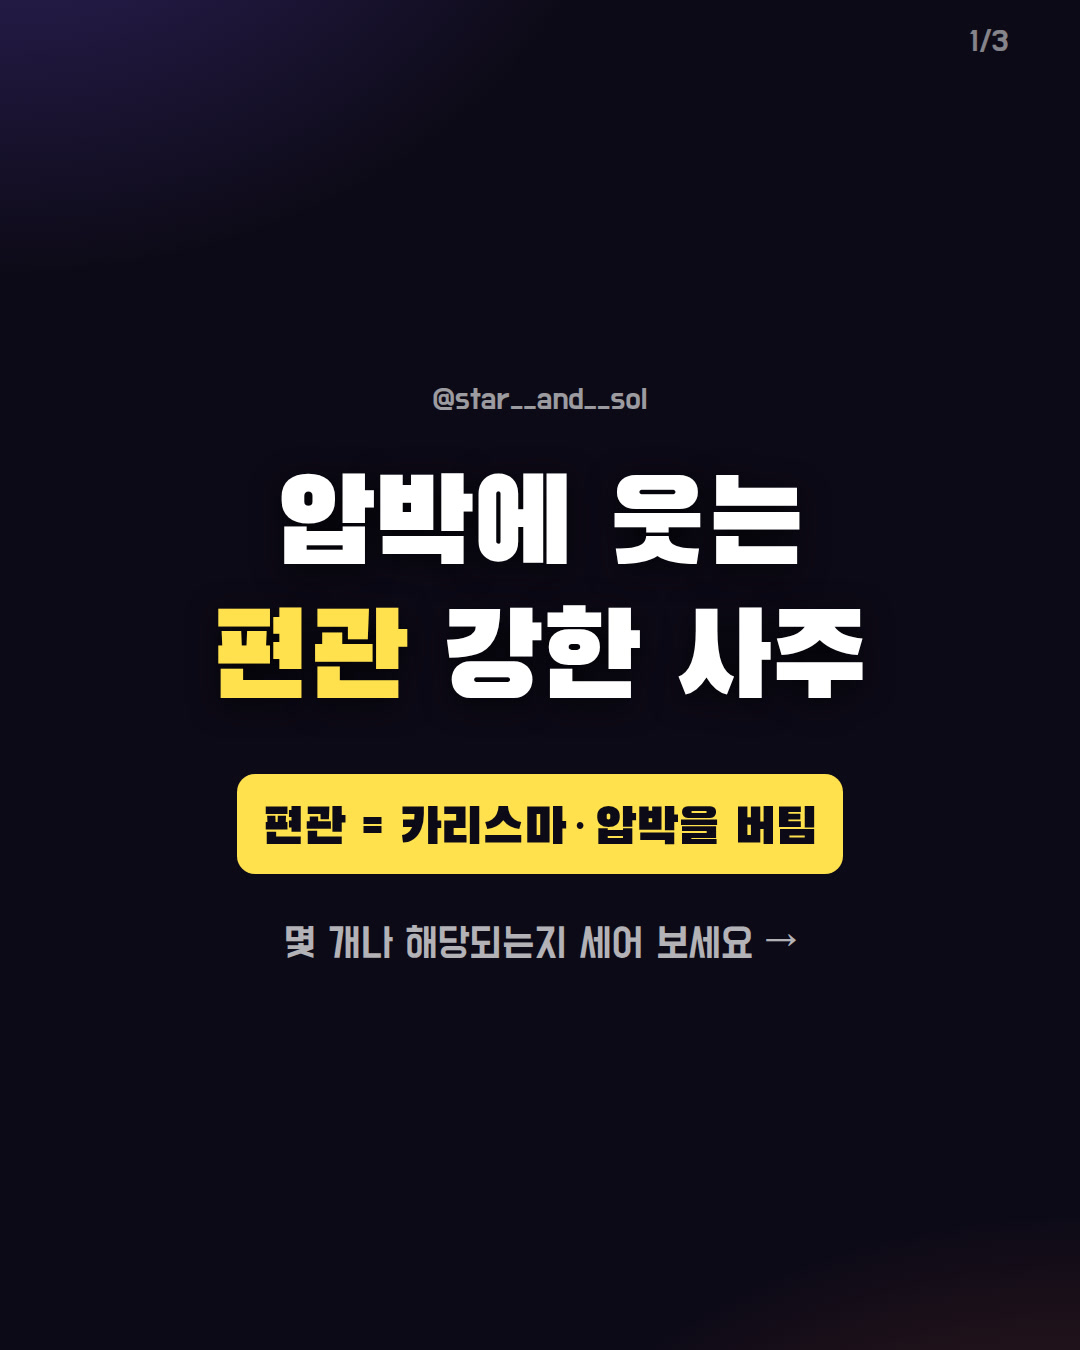 1/3
@star__and__sol
압박에 웃는
편관 강한 사주
편관 = 카리스마·압박을 버팀
몇 개나 해당되는지 세어 보세요 →